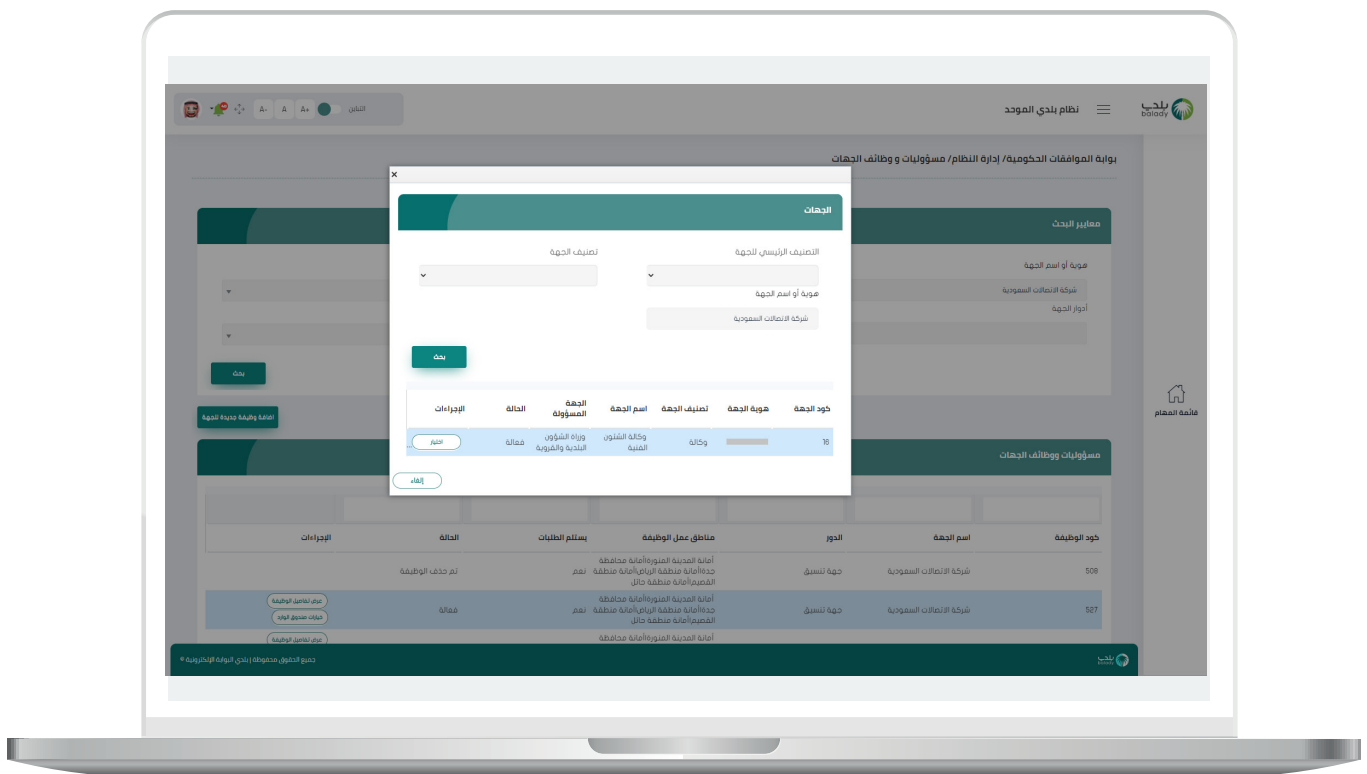 بلدي
balady
نظام بلدي الموحد
التباين
A+ A A-
بوابة الموافقات الحكومية/ إدارة النظام/ مسؤوليات و وظائف الجهات
معايير البحث
هوية أو اسم الجهة
شركة الاتصالات السعودية
أدوار الجهة
بحث
اضافة وظيفة جديدة للجهة
قائمة المهام
×
الجهات
التصنيف الرئيسي للجهة
تصنيف الجهة
هوية أو اسم الجهة
شركة الاتصالات السعودية
بحث
كود الجهة هوية الجهة تصنيف الجهة اسم الجهة الجهة المسؤولة الحالة الإجراءات
16 وكالة وكالة الشئون الفنية وزراه الشؤون البلدية والقروية فعالة اختيار
إلغاء
مسؤوليات ووظائف الجهات
كود الوظيفة اسم الجهة الدور مناطق عمل الوظيفة يستلم الطلبات الحالة الإجراءات
أمانة المدينة المنورة\أمانة محافظة
508 شركة الاتصالات السعودية جهة تنسيق جدة\أمانة منطقة الرياض\أمانة منطقة نعم تم حذف الوظيفة
القصيم\أمانة منطقة حائل
أمانة المدينة المنورة\أمانة محافظة عرض تفاصيل الوظيفة
527 شركة الاتصالات السعودية جهة تنسيق جدة\أمانة منطقة الرياض\أمانة منطقة نعم فعالة
القصيم\أمانة منطقة حائل خيارات صندوق الوارد
أمانة المدينة المنورة\أمانة محافظة عرض تفاصيل الوظيفة
بلدي
جميع الحقوق محفوظة | بلدي البوابة الإلكترونية ©